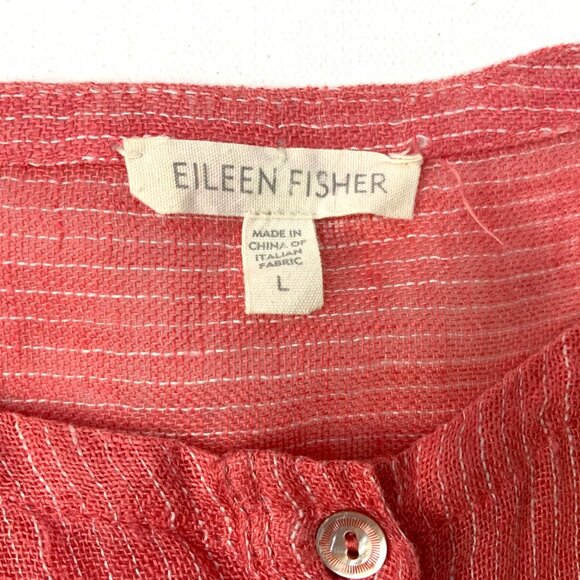 EILEEN FISHER
MADE IN
CHINA OF
ITALIAN
FABRIC
L